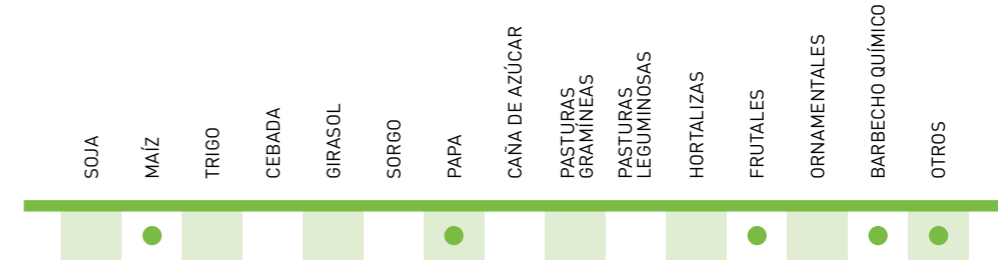 SOJA
MAÍZ
TRIGO
CEBADA
GIRASOL
SORGO
PAPA
CAÑA DE AZÚCAR
PASTURAS
GRAMÍNEAS
PASTURAS
LEGUMINOSAS
HORTALIZAS
FRUTALES
ORNAMENTALES
BARBECHO QUÍMICO
OTROS